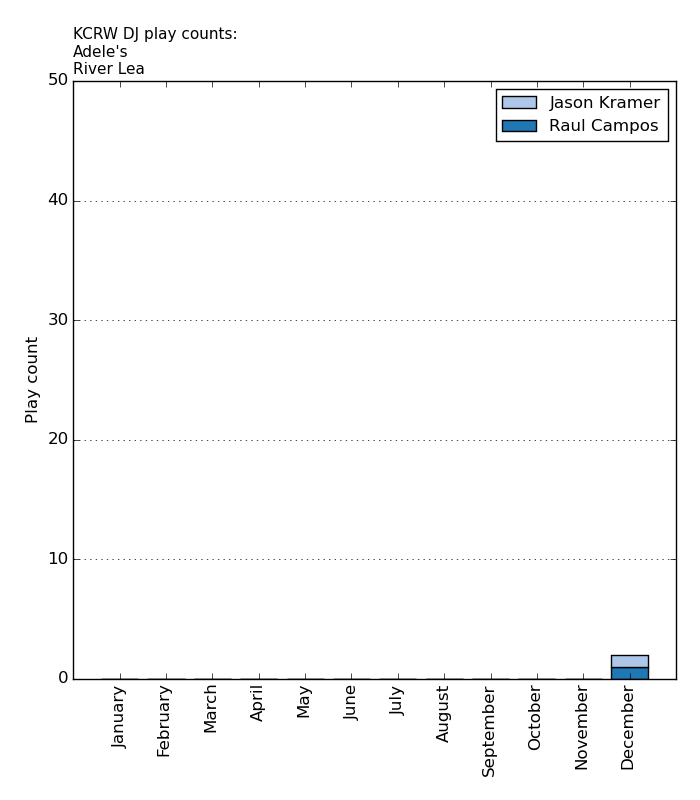 KCRW DJ play counts:
Adele's
River Lea
Jason Kramer
Raul Campos
Play count
50
40
30
20
10
0
January
February
March
April
May
June
July
August
September
October
November
December